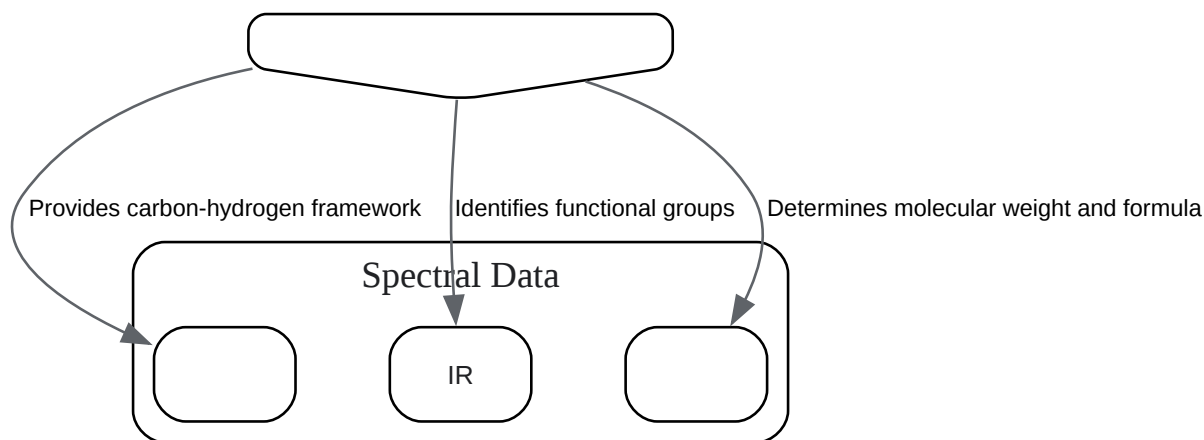 Provides carbon-hydrogen framework
Identifies functional groups
Determines molecular weight and formula
Spectral Data
IR